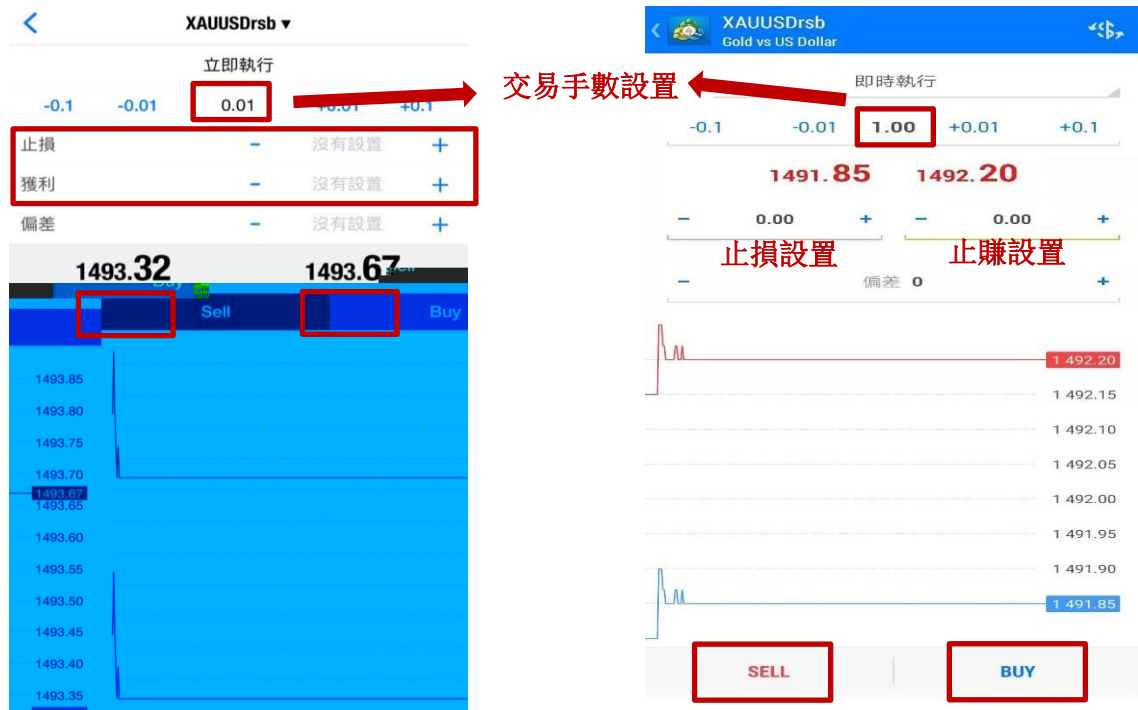 XAUUSDrsb ▾
立即執行
-0.1 -0.01 0.01 +0.01 +0.1
止損 - 沒有設置 +
獲利 - 沒有設置 +
偏差 - 沒有設置 +
1493.32 1493.67
Buy
Sell Buy
1493.85
1493.80
1493.75
1493.70
1493.67
1493.65
1493.60
1493.55
1493.50
1493.45
1493.40
1493.35
交易手數設置
XAUUSDrsb
Gold vs US Dollar
即時執行
-0.1 -0.01 1.00 +0.01 +0.1
1491.85 1492.20
- 0.00 + - 0.00 +
止損設置 止賺設置
- 偏差 0 +
1 492.20
1 492.15
1 492.10
1 492.05
1 492.00
1 491.95
1 491.90
1 491.85
SELL BUY